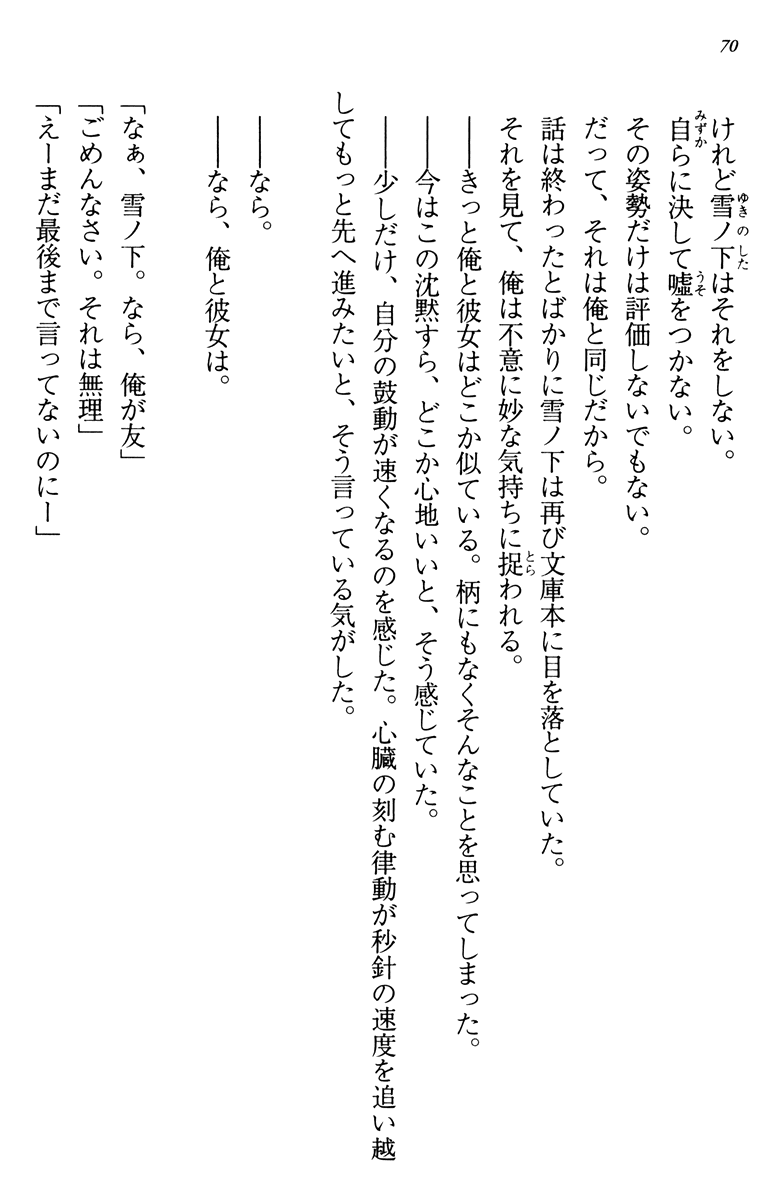 70
けれど雪ノ下はそれをしない。
自らに決して嘘をつかない。
その姿勢だけは評価しないでもない。
だって、それは俺と同じだから。
話は終わったとばかりに雪ノ下は再び文庫本に目を落としていた。
それを見て、俺は不意に妙な気持ちに捉われる。
――きっと俺と彼女はどこか似ている。柄にもなくそんなことを思ってしまった。
――今はこの沈黙すら、どこか心地いいと、そう感じていた。
――少しだけ、自分の鼓動が速くなるのを感じた。心臓の刻む律動が秒針の速度を追い越
してもっと先へ進みたいと、そう言っている気がした。
――なら。
――なら、俺と彼女は。
「なぁ、雪ノ下。なら、俺が友」
「ごめんなさい。それは無理」
「えーまだ最後まで言ってないのにー」